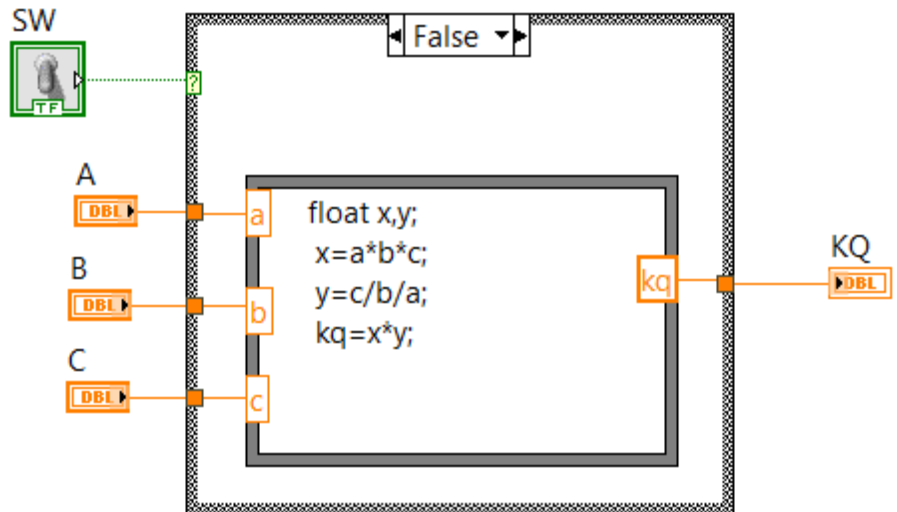 SW
False
?
TF
A
DBL
a
float x,y;
x=a*b*c;
y=c/b/a;
kq=x*y;
B
DBL
b
kq
KQ
DBL
C
DBL
c